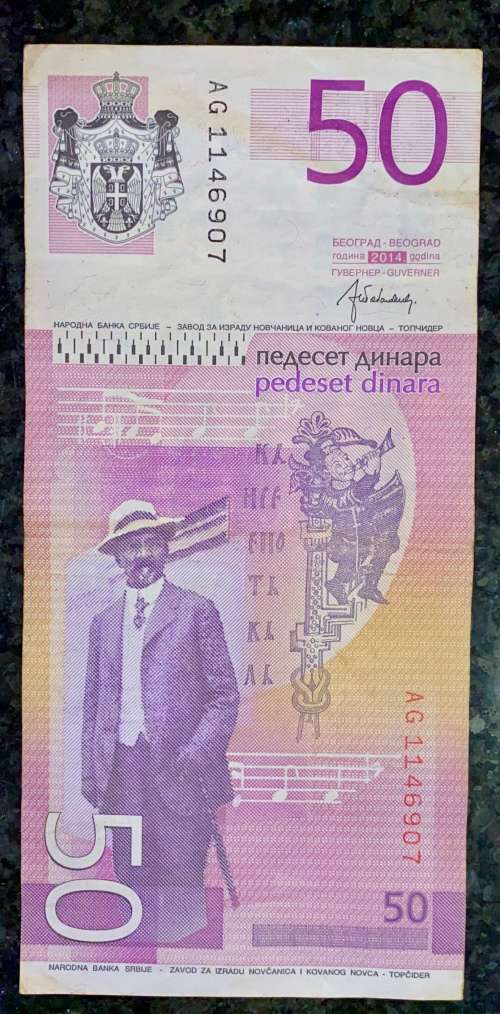 AG 1146907
50
БЕОГРАД - BEOGRAD
година 2014. godina
ГУВЕРНЕР - GUVERNER
НАРОДНА БАНКА СРБИЈЕ – ЗАВОД ЗА ИЗРАДУ НОВЧАНИЦА И КОВАНОГ НОВЦА – ТОПЧИДЕР
педесет динара
pedeset dinara
AG 1146907
50
50
NARODNA BANKA SRBIJE - ZAVOD ZA IZRADU NOVČANICA I KOVANOG NOVCA - TOPČIDER